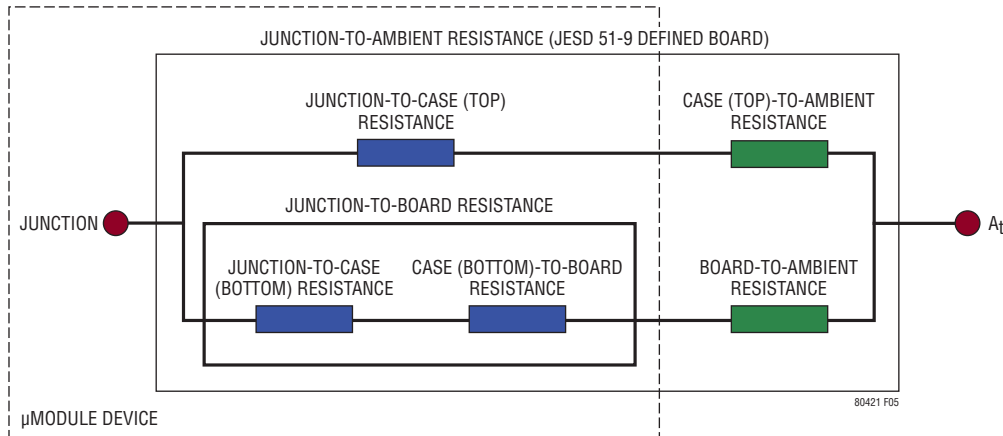 JUNCTION-TO-AMBIENT RESISTANCE (JESD 51-9 DEFINED BOARD)
JUNCTION-TO-CASE (TOP)
RESISTANCE
CASE (TOP)-TO-AMBIENT
RESISTANCE
JUNCTION
JUNCTION-TO-BOARD RESISTANCE
At
JUNCTION-TO-CASE
(BOTTOM) RESISTANCE
CASE (BOTTOM)-TO-BOARD
RESISTANCE
BOARD-TO-AMBIENT
RESISTANCE
80421 F05
µMODULE DEVICE